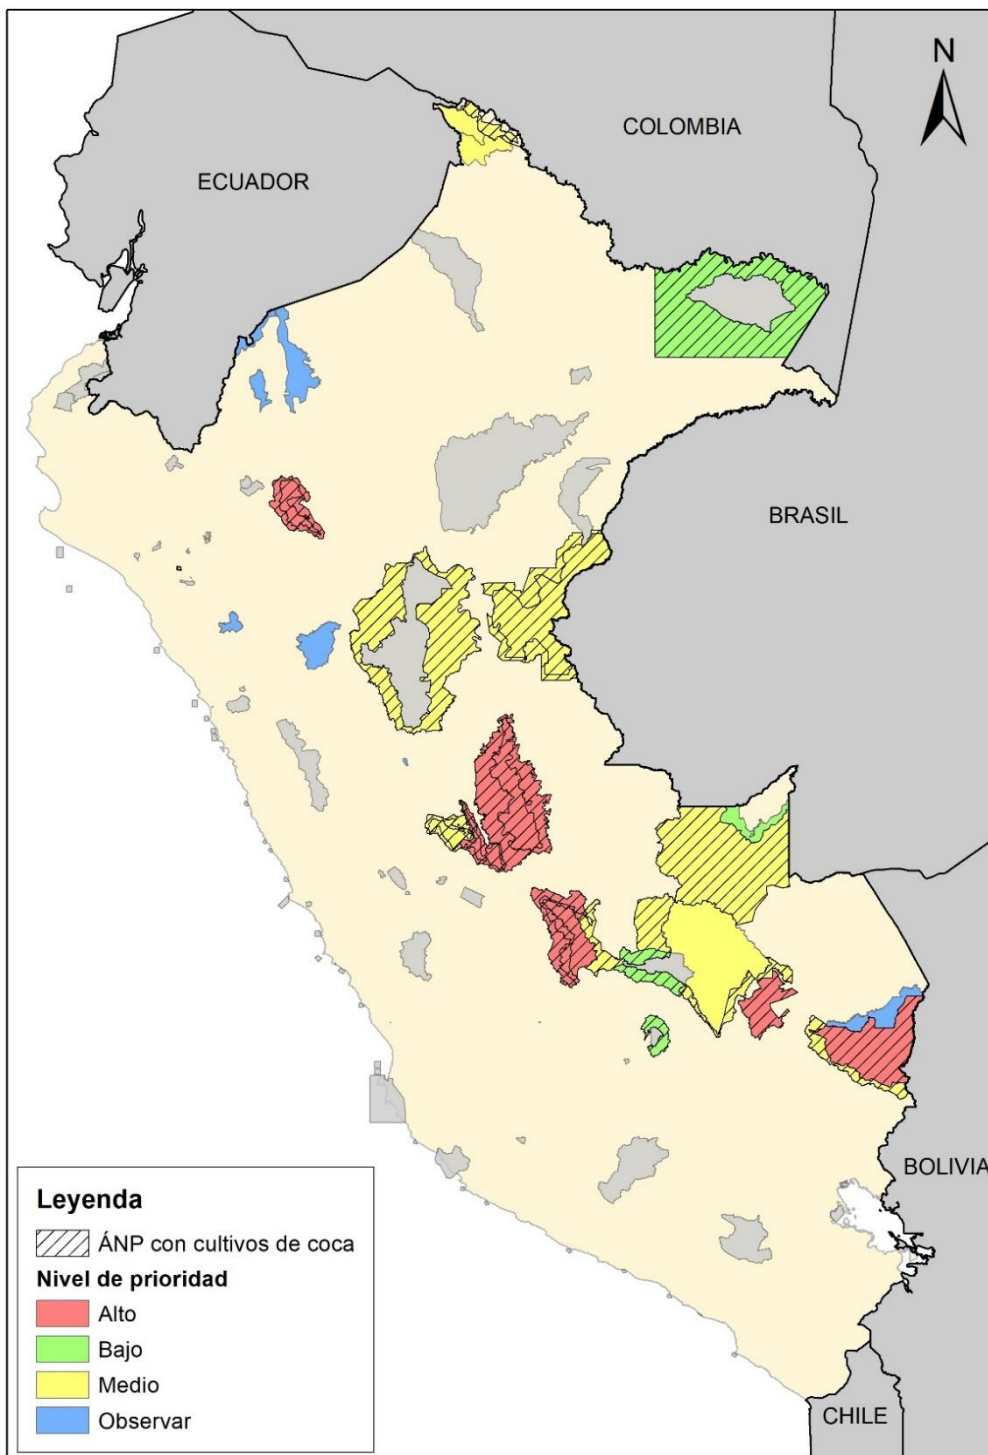 N
COLOMBIA
ECUADOR
BRASIL
BOLIVIA
CHILE
Leyenda
ÁNP con cultivos de coca
Nivel de prioridad
Alto
Bajo
Medio
Observar